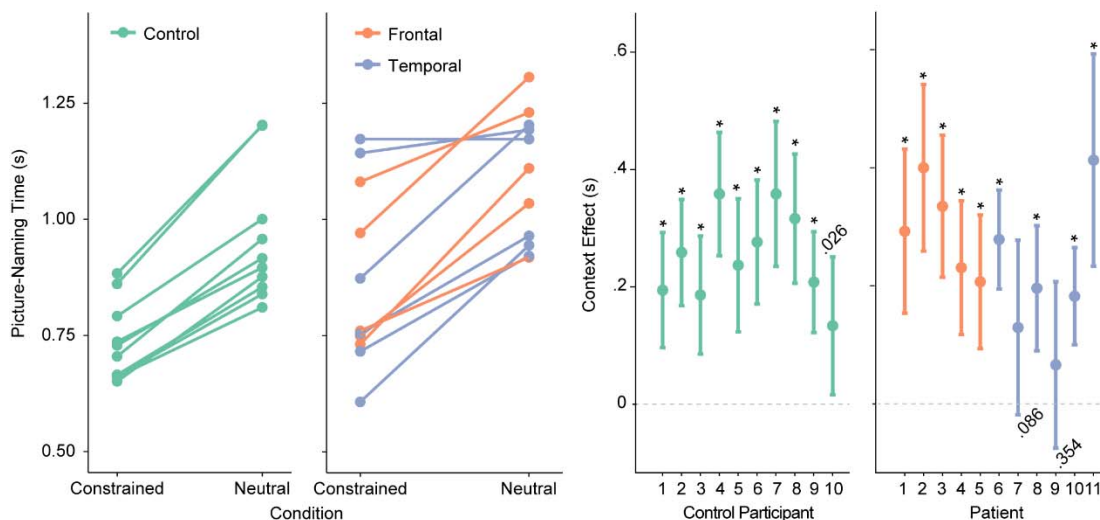 Control
Frontal
Temporal
Picture-Naming Time (s)
1.25
1.00
0.75
0.50
Constrained Neutral Constrained Neutral
Condition
Context Effect (s)
.6
.4
.2
0
* * * * * * * * * .026
* * * * * * .086 * .354 * *
1 2 3 4 5 6 7 8 9 10
Control Participant
1 2 3 4 5 6 7 8 9 10 11
Patient